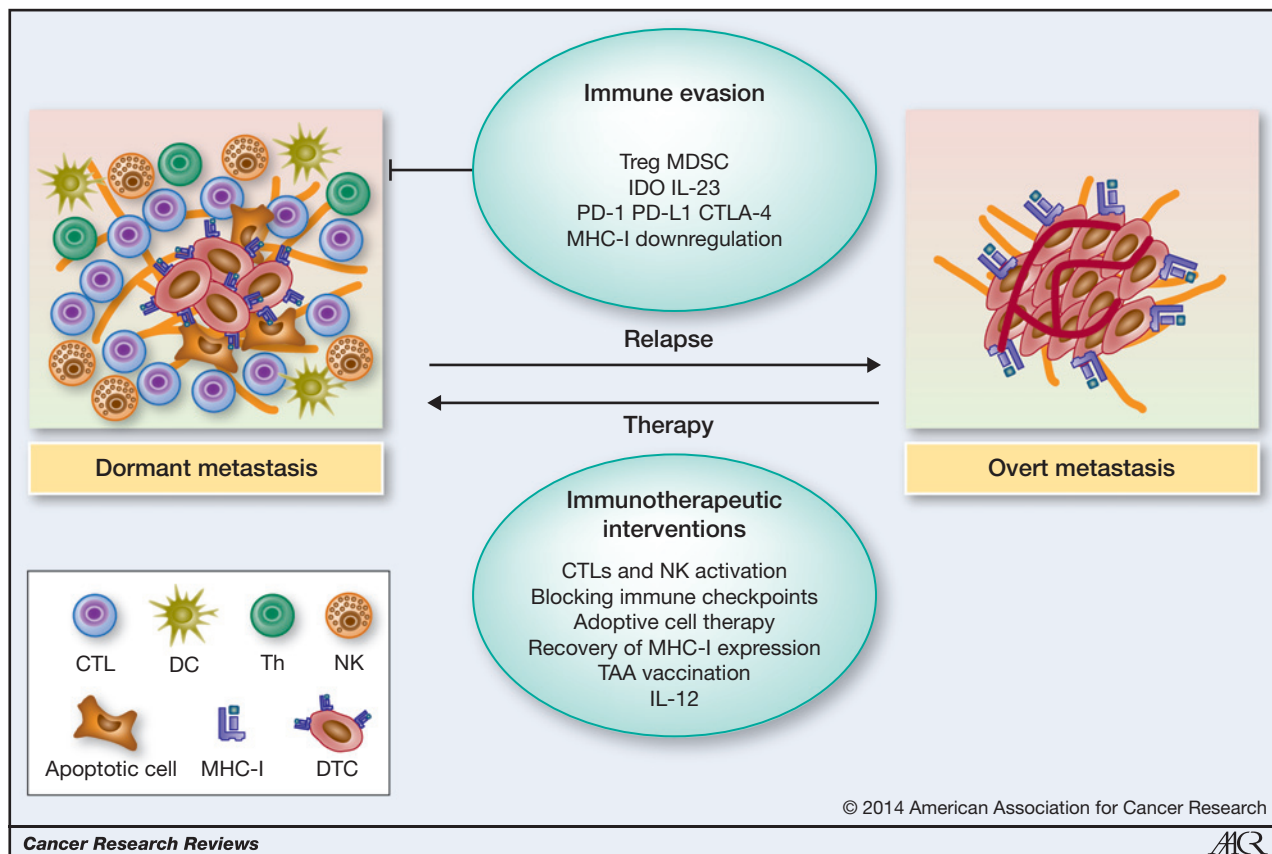 Immune evasion
Treg MDSC
IDO IL-23
PD-1 PD-L1 CTLA-4
MHC-I downregulation
Relapse
Therapy
Dormant metastasis
Overt metastasis
Immunotherapeutic
interventions
CTLs and NK activation
Blocking immune checkpoints
Adoptive cell therapy
Recovery of MHC-I expression
TAA vaccination
IL-12
CTL DC Th NK
Apoptotic cell MHC-I DTC
© 2014 American Association for Cancer Research
Cancer Research Reviews
AACR